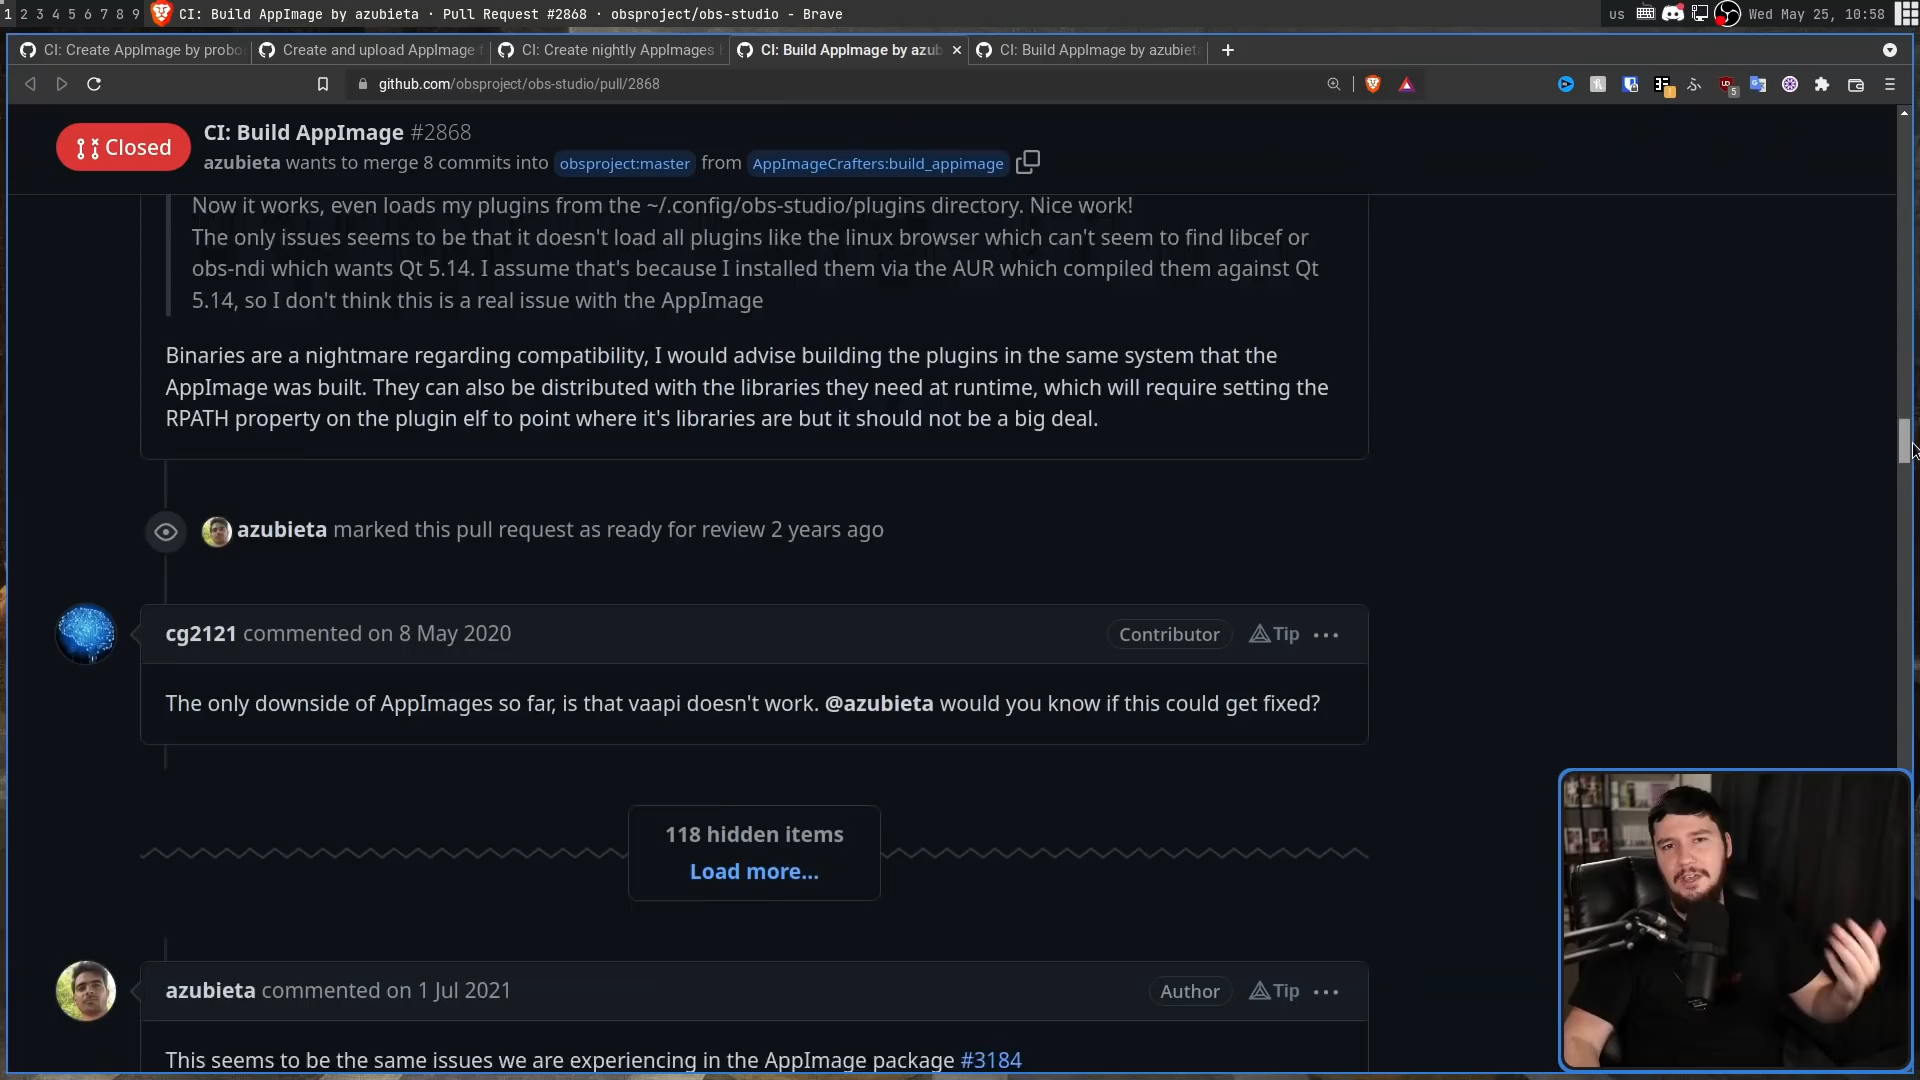 1 2 3 4 5 6 7 8 9 CI: Build AppImage by azubieta · Pull Request #2868 · obsproject/obs-studio - Brave
us Wed May 25, 10:58
CI: Create AppImage by probo
Create and upload AppImage f
CI: Create nightly AppImages
CI: Build AppImage by azub
CI: Build AppImage by azubieta
github.com/obsproject/obs-studio/pull/2868
Closed
CI: Build AppImage #2868
azubieta wants to merge 8 commits into obsproject:master from AppImageCrafters:build_appimage
Now it works, even loads my plugins from the ~/.config/obs-studio/plugins directory. Nice work!
The only issues seems to be that it doesn't load all plugins like the linux browser which can't seem to find libcef or
obs-ndi which wants Qt 5.14. I assume that's because I installed them via the AUR which compiled them against Qt
5.14, so I don't think this is a real issue with the AppImage
Binaries are a nightmare regarding compatibility, I would advise building the plugins in the same system that the
AppImage was built. They can also be distributed with the libraries they need at runtime, which will require setting the
RPATH property on the plugin elf to point where it's libraries are but it should not be a big deal.
azubieta marked this pull request as ready for review 2 years ago
cg2121 commented on 8 May 2020
Contributor
Tip
The only downside of AppImages so far, is that vaapi doesn't work. @azubieta would you know if this could get fixed?
118 hidden items
Load more...
azubieta commented on 1 Jul 2021
Author
Tip
This seems to be the same issues we are experiencing in the AppImage package #3184